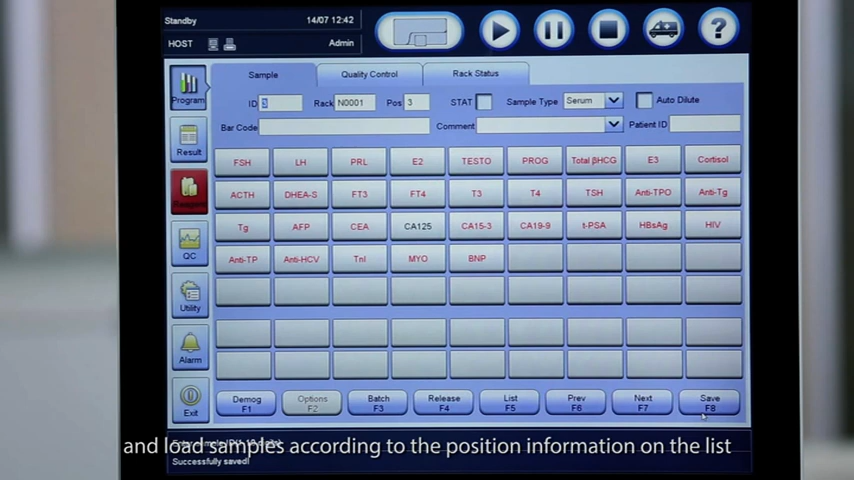 Standby 14/07 12:42
HOST Admin
?
Sample Quality Control Rack Status
Program
ID 3 Rack N0001 Pos 3 STAT Sample Type Serum Auto Dilute
Bar Code Comment Patient ID
Result
FSH LH PRL E2 TESTO PROG Total βHCG E3 Cortisol
Reagent
ACTH DHEA-S FT3 FT4 T3 T4 TSH Anti-TPO Anti-Tg
Tg AFP CEA CA125 CA15-3 CA19-9 t-PSA HBsAg HIV
QC
Anti-TP Anti-HCV TnI MYO BNP
Utility
Alarm
Demog F1 Options F2 Batch F3 Release F4 List F5 Prev F6 Next F7 Save F8
Exit
and load samples according to the position information on the list
Successfully saved!